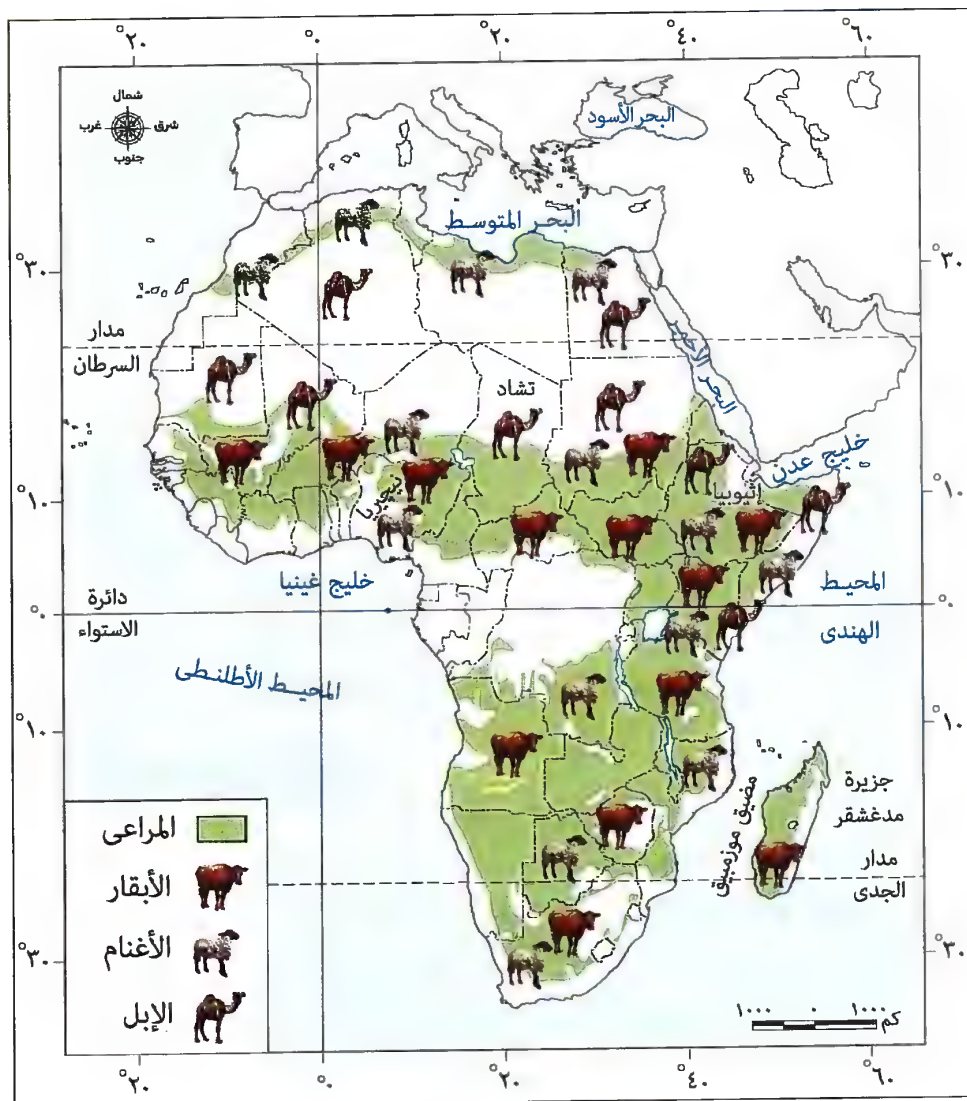 °٢٠ °٠ °٢٠ °٤٠ °٦٠
شمال
شرق غرب
جنوب
البحر الأسود
البحر المتوسط
°٣٠ °٣٠
مدار
السرطان
البحر الأحمر
تشاد
خليج عدن
°١٠ °١٠
إثيوبيا
نيجيريا
خليج غينيا
المحيط
الهندى
دائرة
الاستواء
°٠ °٠
المحيط الأطلنطى
°١٠ °١٠
جزيرة
مدغشقر
مضيق موزمبيق
مدار
الجدى
المراعى
الأبقار
الأغنام
الإبل
°٣٠ °٣٠
١٠٠٠ ٠ ١٠٠٠
كم
°٢٠ °٠ °٢٠ °٤٠ °٦٠